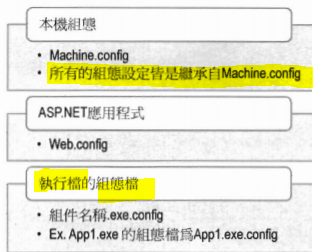 本機組態
• Machine.config
• 所有的組態設定皆是繼承自Machine.config
ASP.NET應用程式
• Web.config
執行檔的組態檔
• 組件名稱.exe.config
• Ex. App1.exe 的組態檔為App1.exe.config